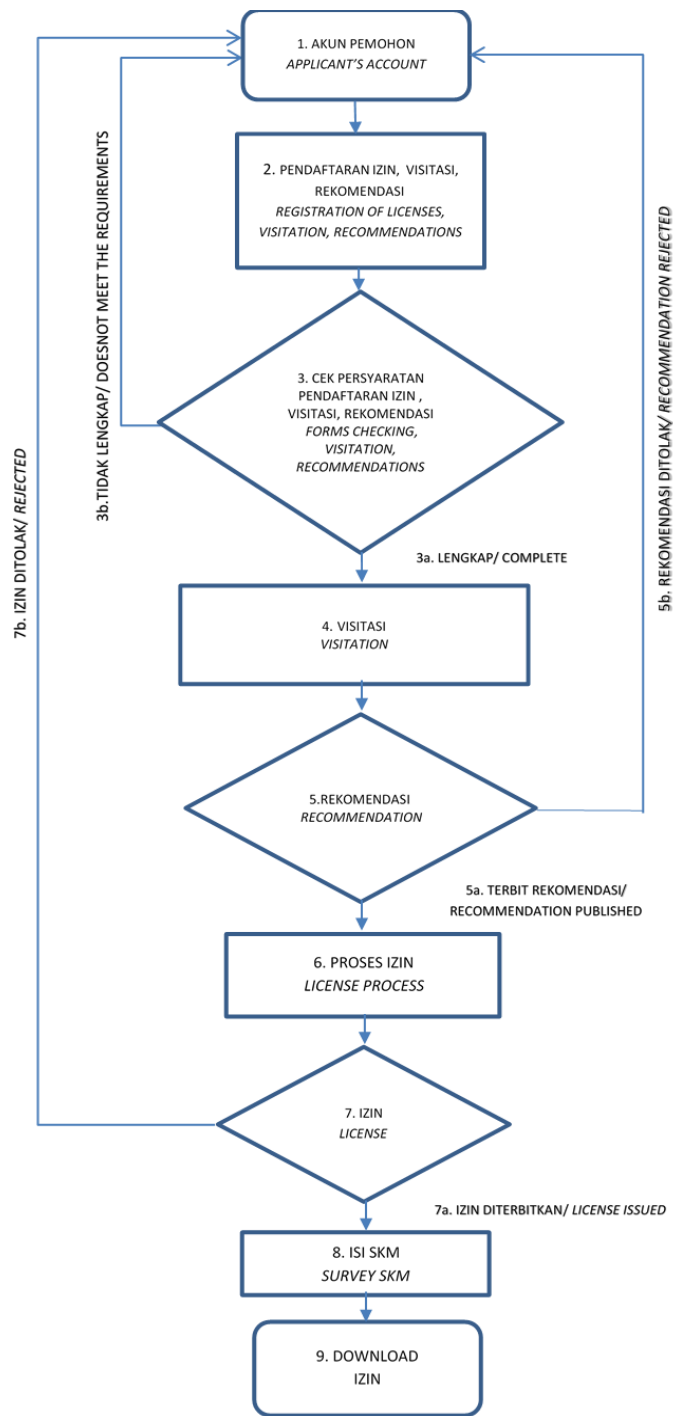 1. AKUN PEMOHON
APPLICANT'S ACCOUNT
2. PENDAFTARAN IZIN, VISITASI,
REKOMENDASI
REGISTRATION OF LICENSES,
VISITATION, RECOMMENDATIONS
3b.TIDAK LENGKAP/ DOESNOT MEET THE REQUIREMENTS
3. CEK PERSYARATAN
PENDAFTARAN IZIN ,
VISITASI, REKOMENDASI
FORMS CHECKING,
VISITATION,
RECOMMENDATIONS
5b. REKOMENDASI DITOLAK/ RECOMMENDATION REJECTED
7b. IZIN DITOLAK/ REJECTED
3a. LENGKAP/ COMPLETE
4. VISITASI
VISITATION
5.REKOMENDASI
RECOMMENDATION
5a. TERBIT REKOMENDASI/
RECOMMENDATION PUBLISHED
6. PROSES IZIN
LICENSE PROCESS
7. IZIN
LICENSE
7a. IZIN DITERBITKAN/ LICENSE ISSUED
8. ISI SKM
SURVEY SKM
9. DOWNLOAD
IZIN